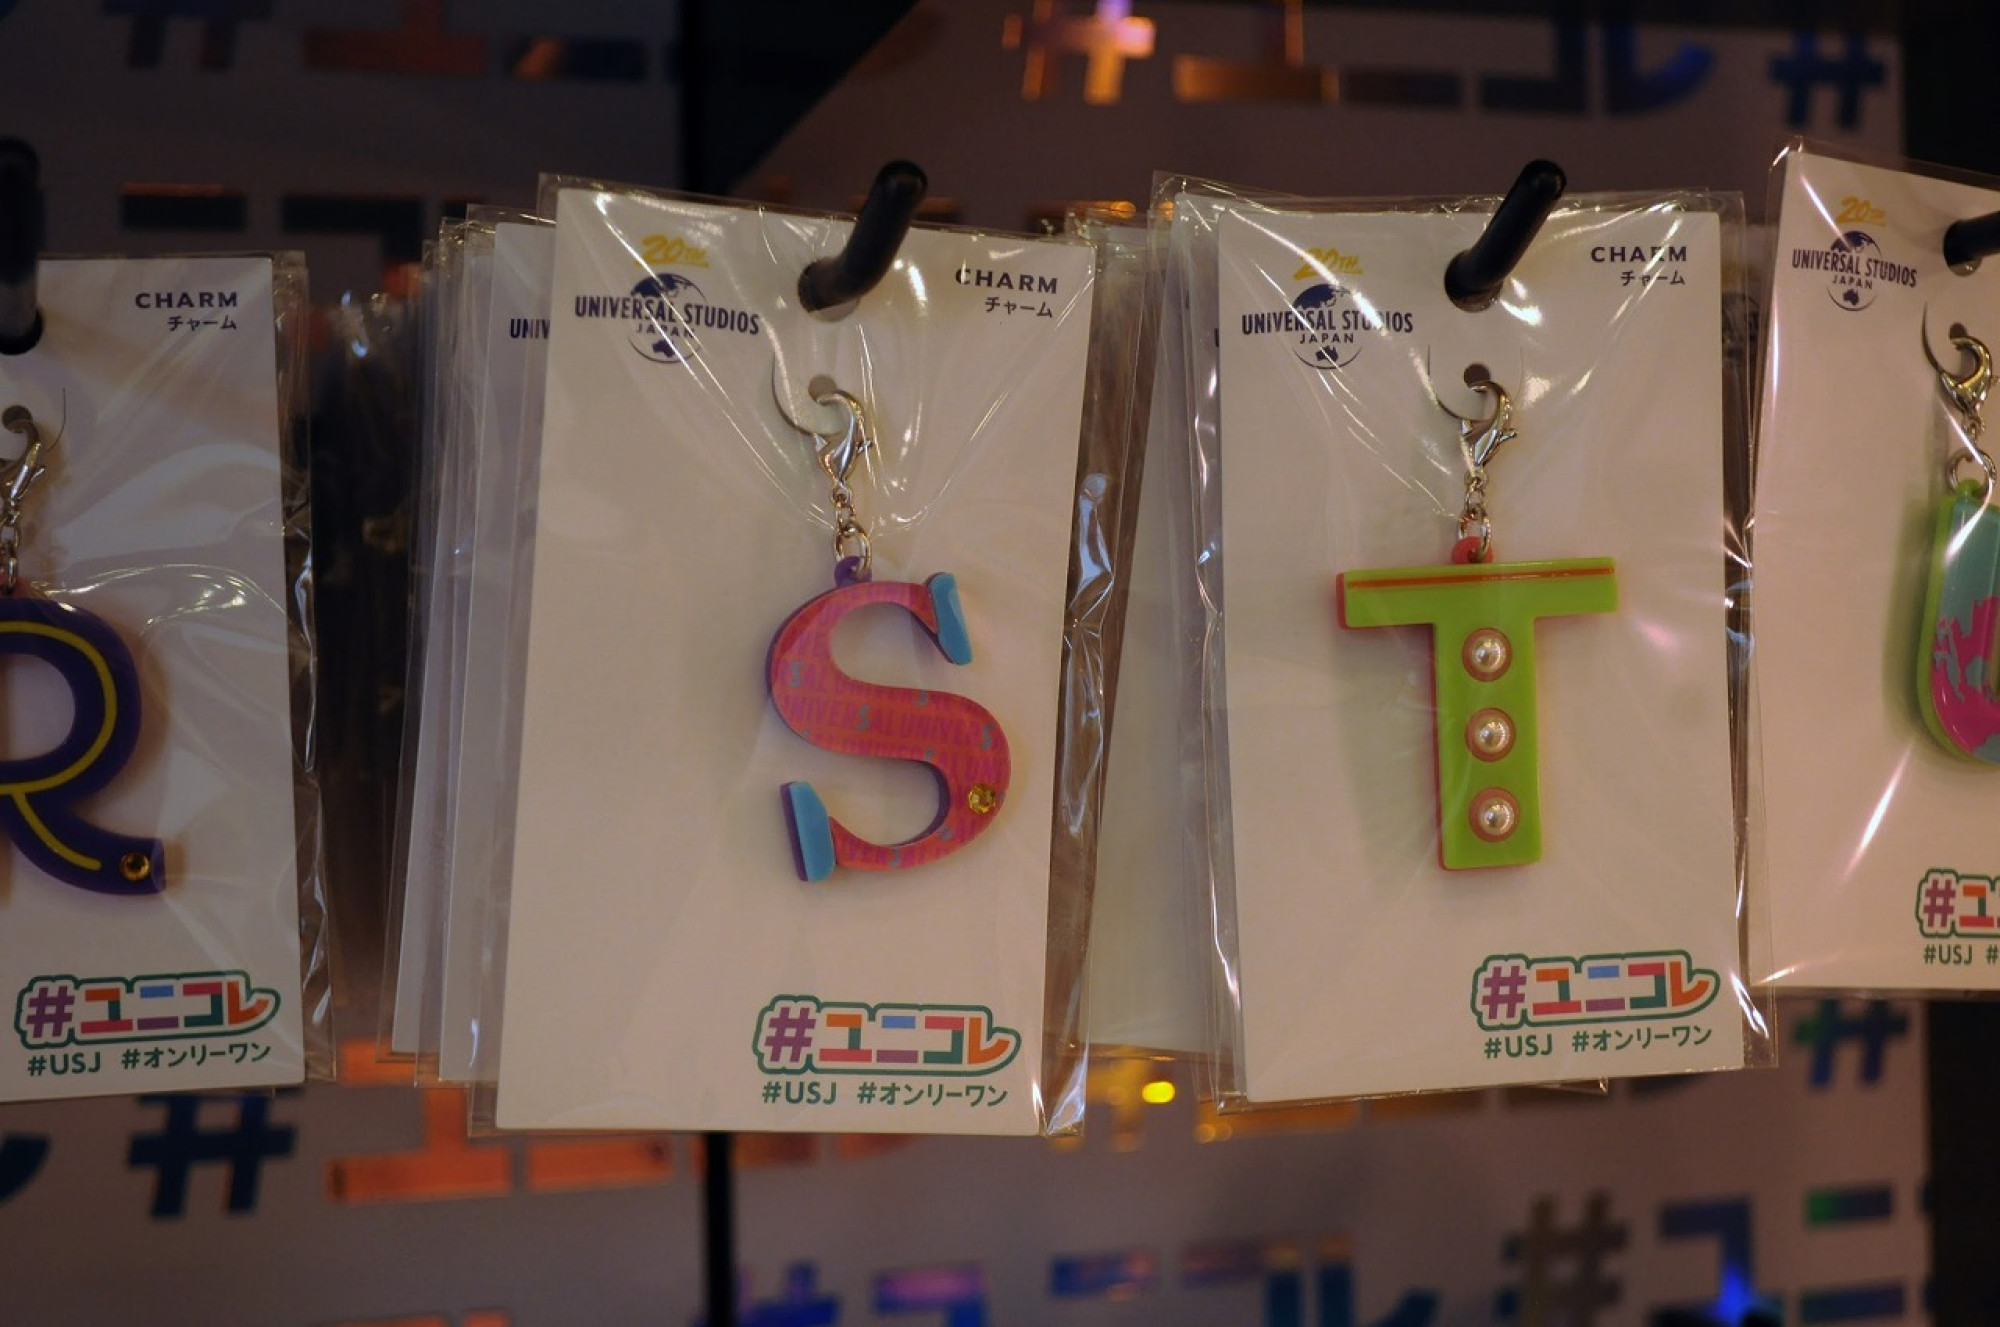 CHARM
チャーム
R
#ユニコレ
#USJ #オンリーワン
UNIV
20TH
UNIVERSAL STUDIOS
JAPAN
CHARM
チャーム
S
#ユニコレ
#USJ #オンリーワン
20TH
UNIVERSAL STUDIOS
JAPAN
CHARM
チャーム
T
#ユニコレ
#USJ #オンリーワン
20TH
UNIVERSAL STUDIOS
JAPAN
#ユ
#USJ #